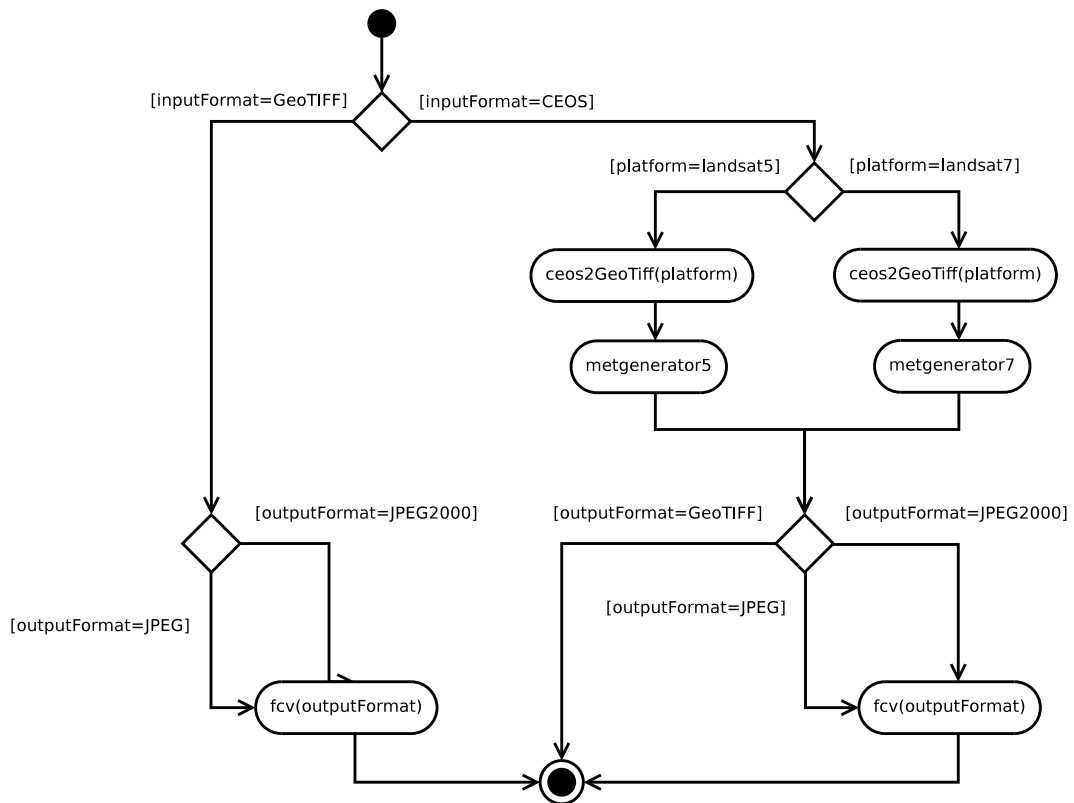 [inputFormat=GeoTIFF]
[inputFormat=CEOS]
[platform=landsat5]
[platform=landsat7]
ceos2GeoTiff(platform)
ceos2GeoTiff(platform)
metgenerator5
metgenerator7
[outputFormat=JPEG2000]
[outputFormat=GeoTIFF]
[outputFormat=JPEG2000]
[outputFormat=JPEG]
[outputFormat=JPEG]
fcv(outputFormat)
fcv(outputFormat)